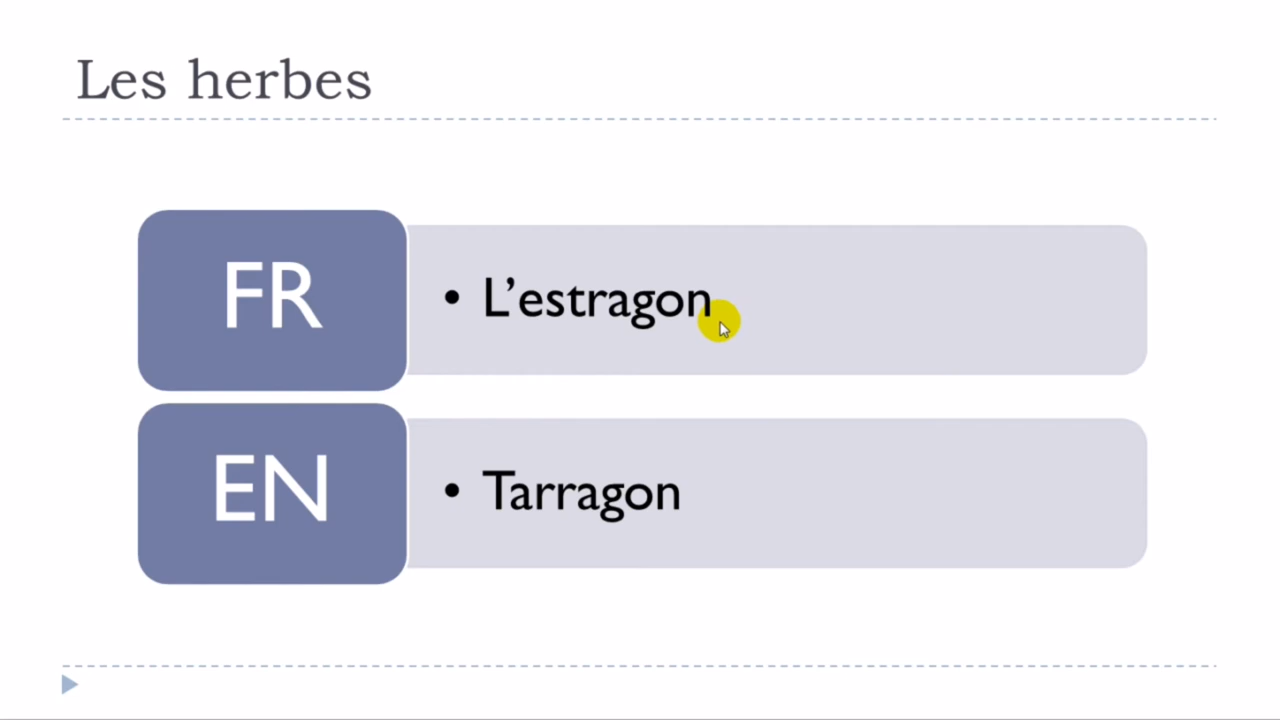 Les herbes
FR
• L’estragon
EN
• Tarragon